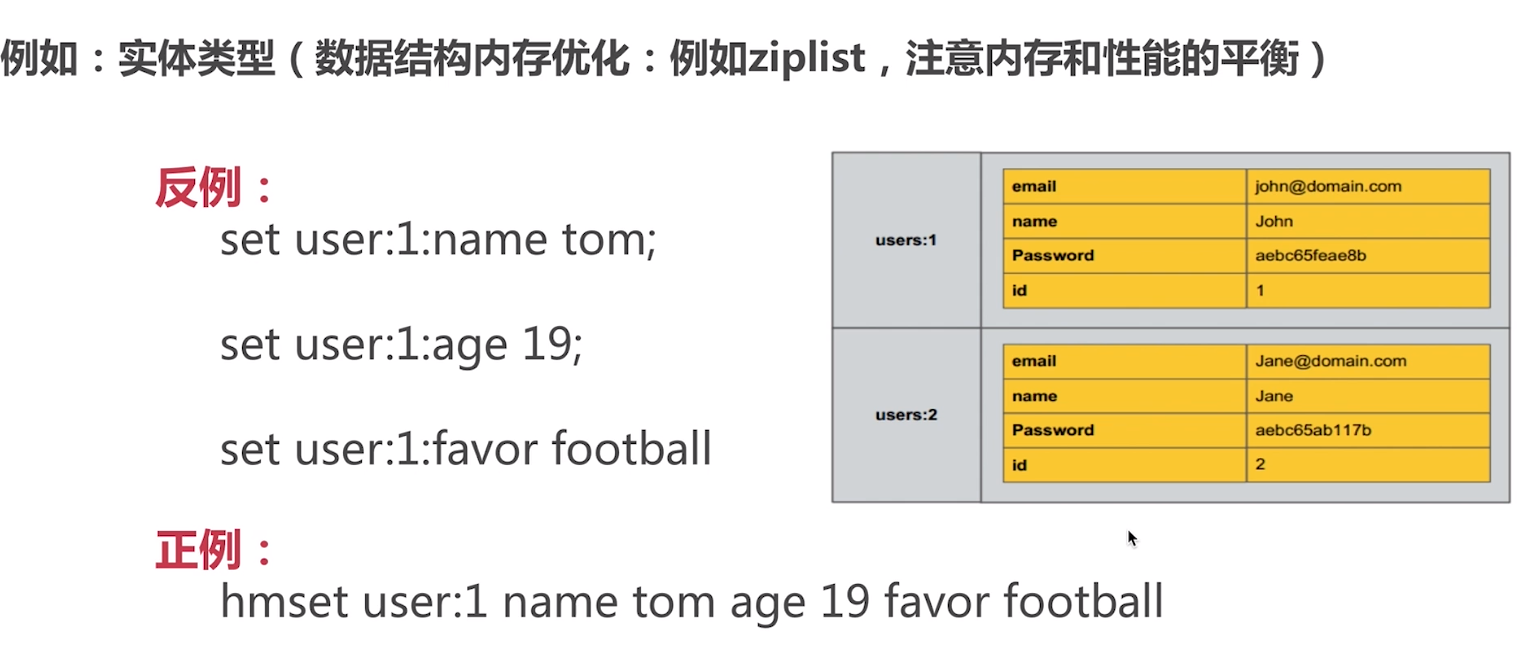 例如：实体类型（数据结构内存优化：例如ziplist，注意内存和性能的平衡）
反例：
set user:1:name tom;
set user:1:age 19;
set user:1:favor football
正例：
hmset user:1 name tom age 19 favor football
users:1
email john@domain.com
name John
Password aebc65feae8b
id 1
users:2
email Jane@domain.com
name Jane
Password aebc65ab117b
id 2